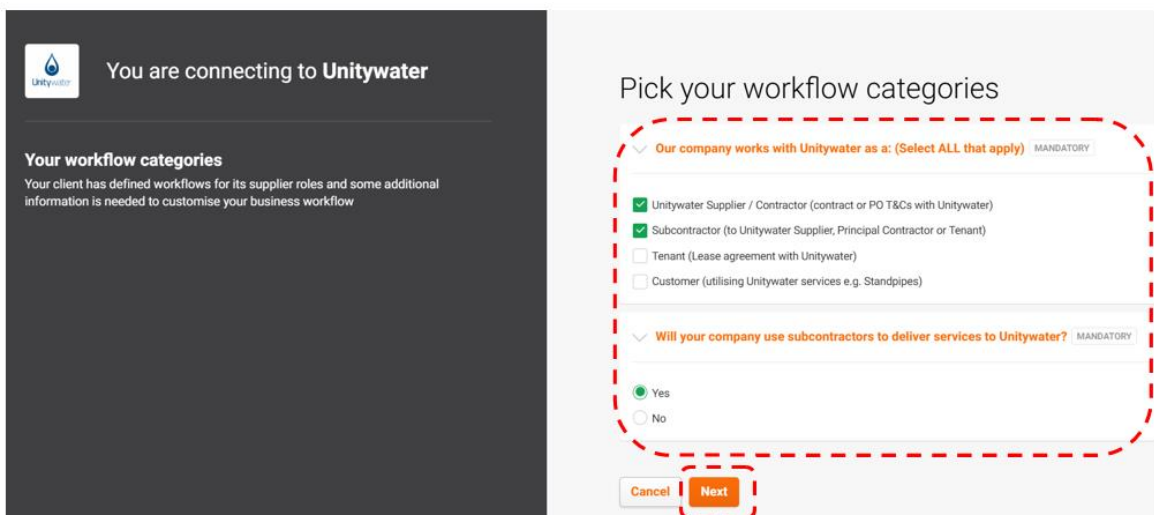 Unitywater
You are connecting to Unitywater
Your workflow categories
Your client has defined workflows for its supplier roles and some additional
information is needed to customise your business workflow
Pick your workflow categories
Our company works with Unitywater as a: (Select ALL that apply) MANDATORY
Unitywater Supplier / Contractor (contract or PO T&Cs with Unitywater)
Subcontractor (to Unitywater Supplier, Principal Contractor or Tenant)
Tenant (Lease agreement with Unitywater)
Customer (utilising Unitywater services e.g. Standpipes)
Will your company use subcontractors to deliver services to Unitywater? MANDATORY
Yes
No
Cancel Next